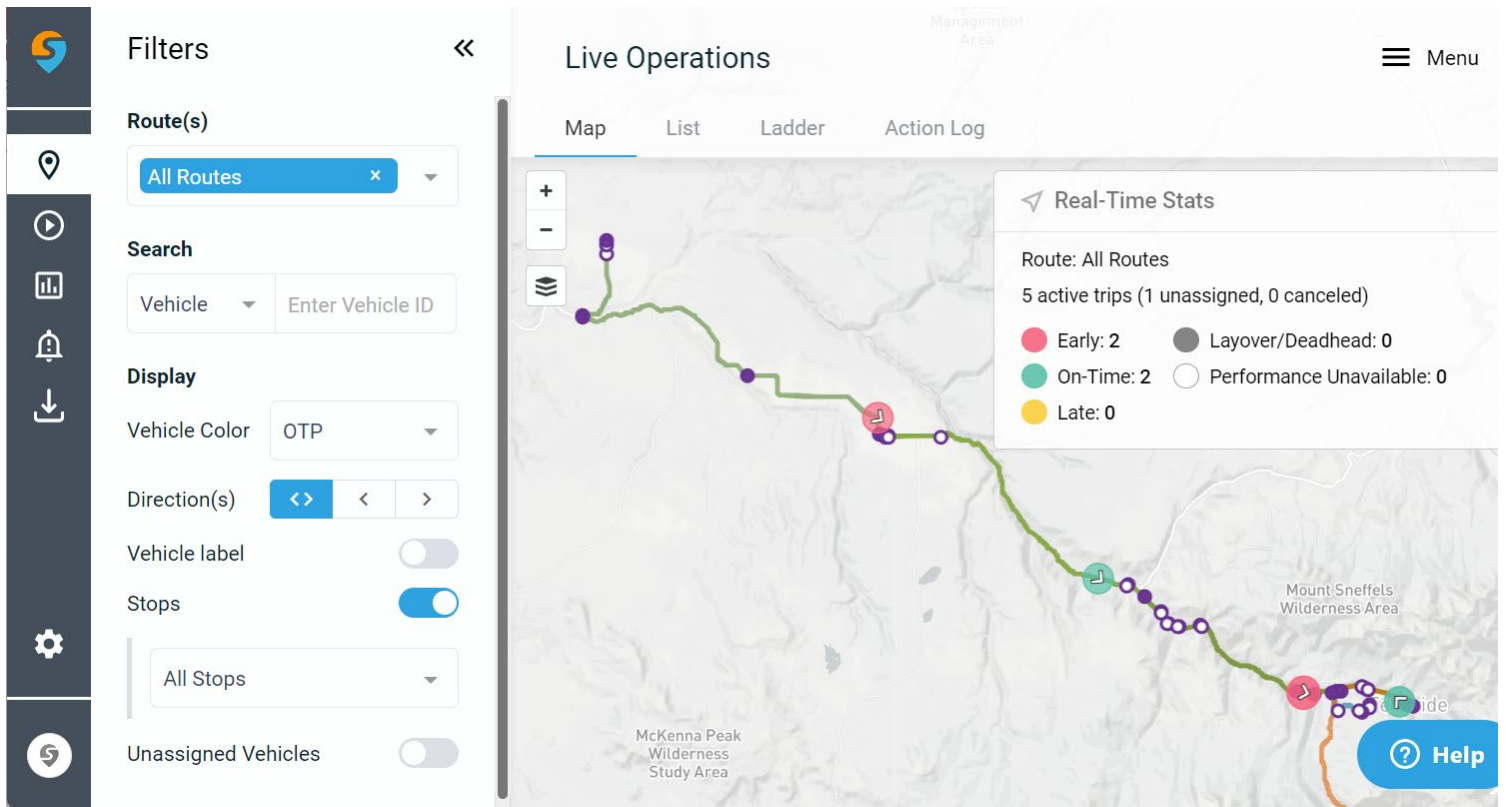 Filters
Route(s)
All Routes
Search
Vehicle
Enter Vehicle ID
Display
Vehicle Color
OTP
Direction(s)
Vehicle label
Stops
All Stops
Unassigned Vehicles
Live Operations
Menu
Map
List
Ladder
Action Log
Management
Area
+
−
Real-Time Stats
Route: All Routes
5 active trips (1 unassigned, 0 canceled)
Early: 2
Layover/Deadhead: 0
On-Time: 2
Performance Unavailable: 0
Late: 0
Mount Sneffels
Wilderness Area
McKenna Peak
Wilderness
Study Area
? Help